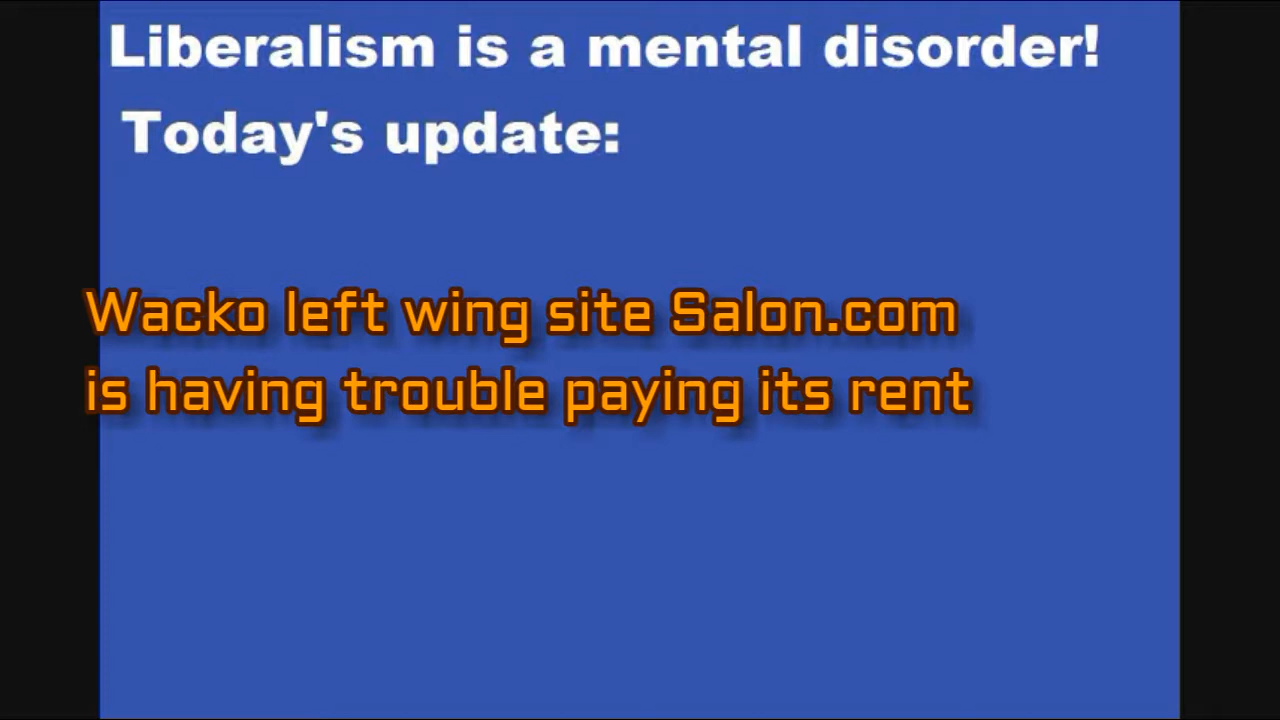 Liberalism is a mental disorder!
Today's update:
Wacko left wing site Salon.com
is having trouble paying its rent